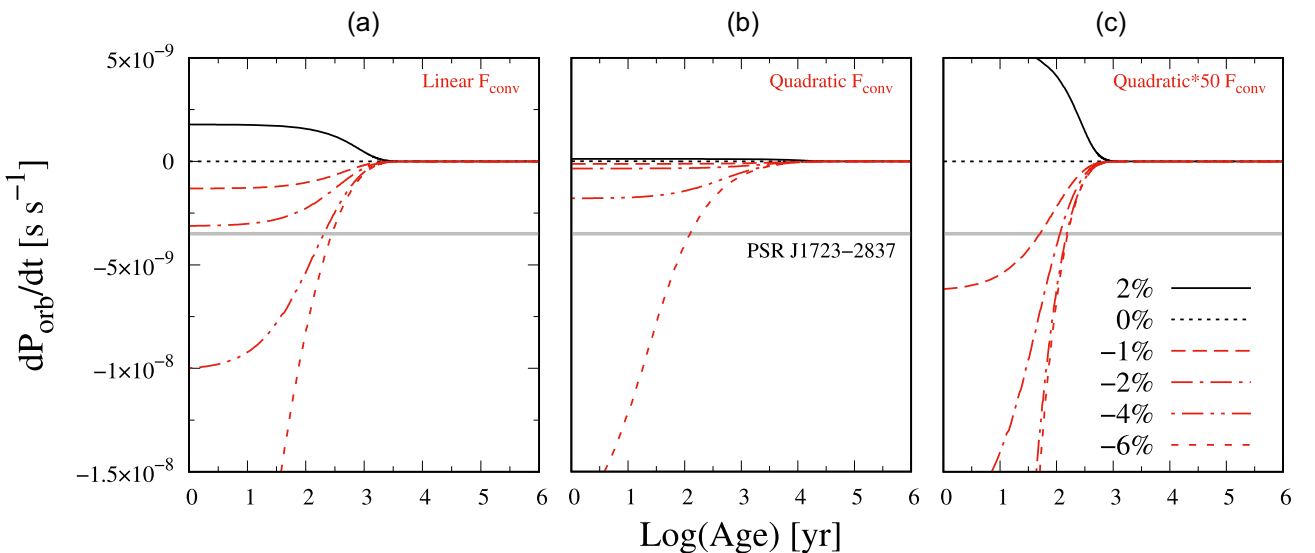 (a) (b) (c)
Linear F_conv
Quadratic F_conv
Quadratic*50 F_conv
dP_orb/dt [s s⁻¹]
5×10⁻⁹
0
−5×10⁻⁹
−1×10⁻⁸
−1.5×10⁻⁸
PSR J1723−2837
2%
0%
−1%
−2%
−4%
−6%
0 1 2 3 4 5 6 0 1 2 3 4 5 6 0 1 2 3 4 5 6
Log(Age) [yr]